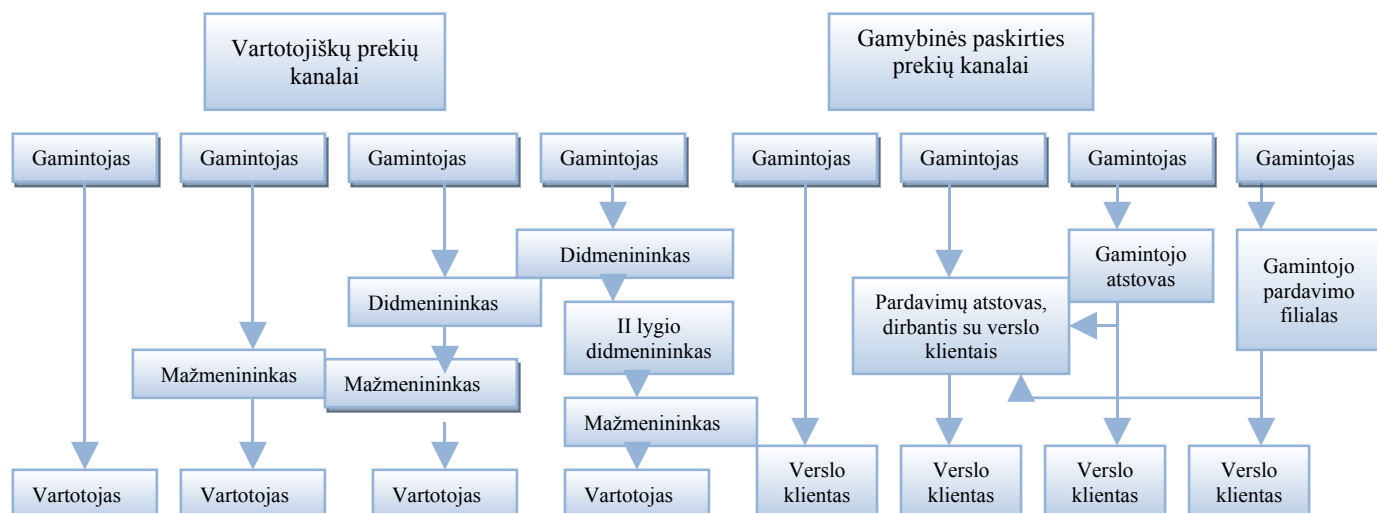 Vartotojiškų prekių
kanalai
Gamybinės paskirties
prekių kanalai
Gamintojas
Gamintojas
Gamintojas
Gamintojas
Gamintojas
Gamintojas
Gamintojas
Gamintojas
Didmenininkas
Gamintojo
atstovas
Gamintojo
pardavimo
filialas
Didmenininkas
Pardavimų atstovas,
dirbantis su verslo
klientais
II lygio
didmenininkas
Mažmenininkas
Mažmenininkas
Mažmenininkas
Vartotojas
Vartotojas
Vartotojas
Vartotojas
Verslo
klientas
Verslo
klientas
Verslo
klientas
Verslo
klientas